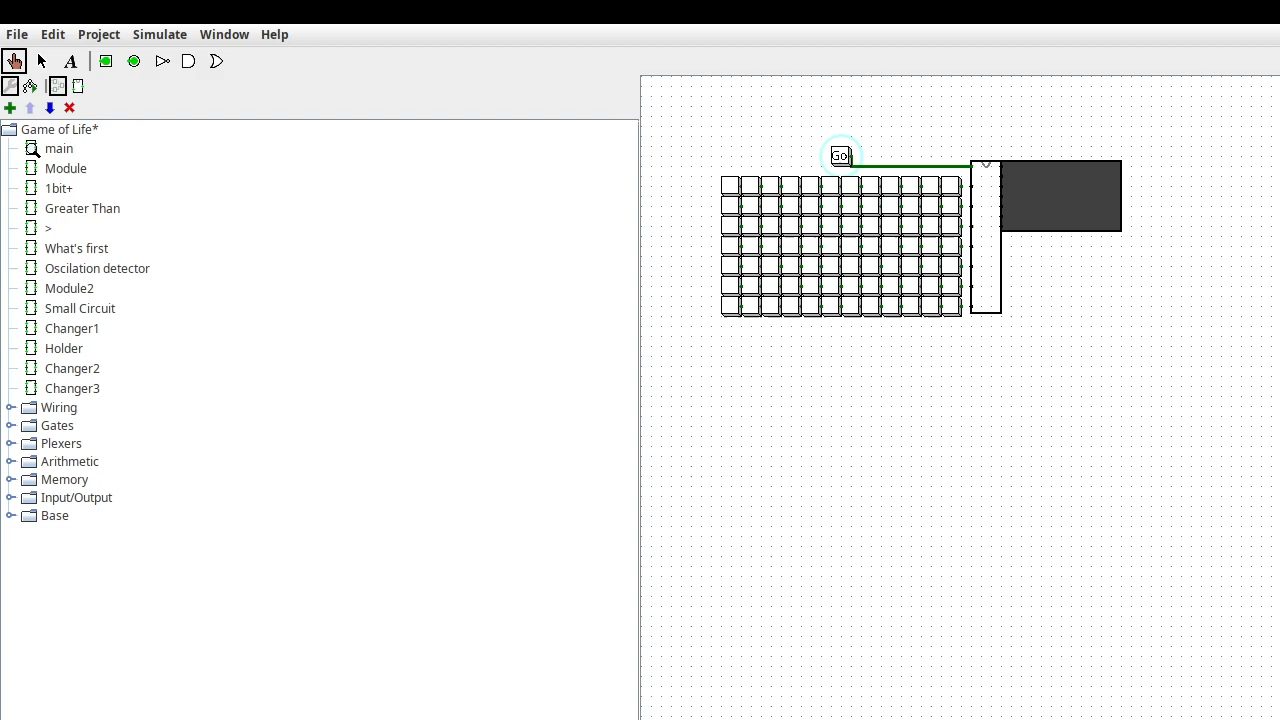 File Edit Project Simulate Window Help
A
Game of Life*
main
Module
1bit+
Greater Than
>
What's first
Oscilation detector
Module2
Small Circuit
Changer1
Holder
Changer2
Changer3
Wiring
Gates
Plexers
Arithmetic
Memory
Input/Output
Base
Go